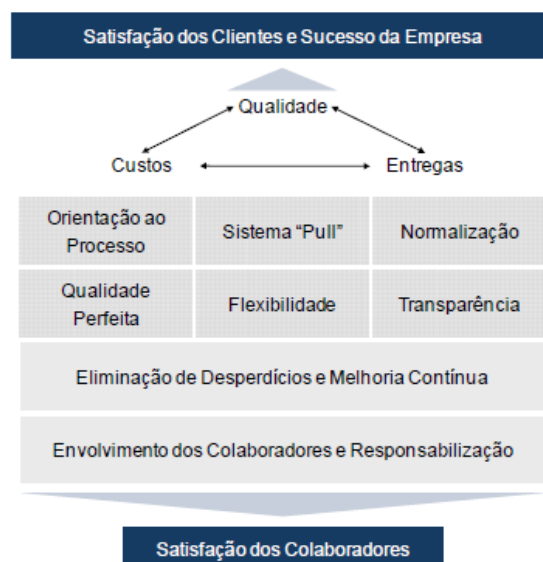 Satisfação dos Clientes e Sucesso da Empresa
Qualidade
Custos
Entregas
Orientação ao
Processo
Sistema “Pull”
Normalização
Qualidade
Perfeita
Flexibilidade
Transparência
Eliminação de Desperdícios e Melhoria Contínua
Envolvimento dos Colaboradores e Responsabilização
Satisfação dos Colaboradores